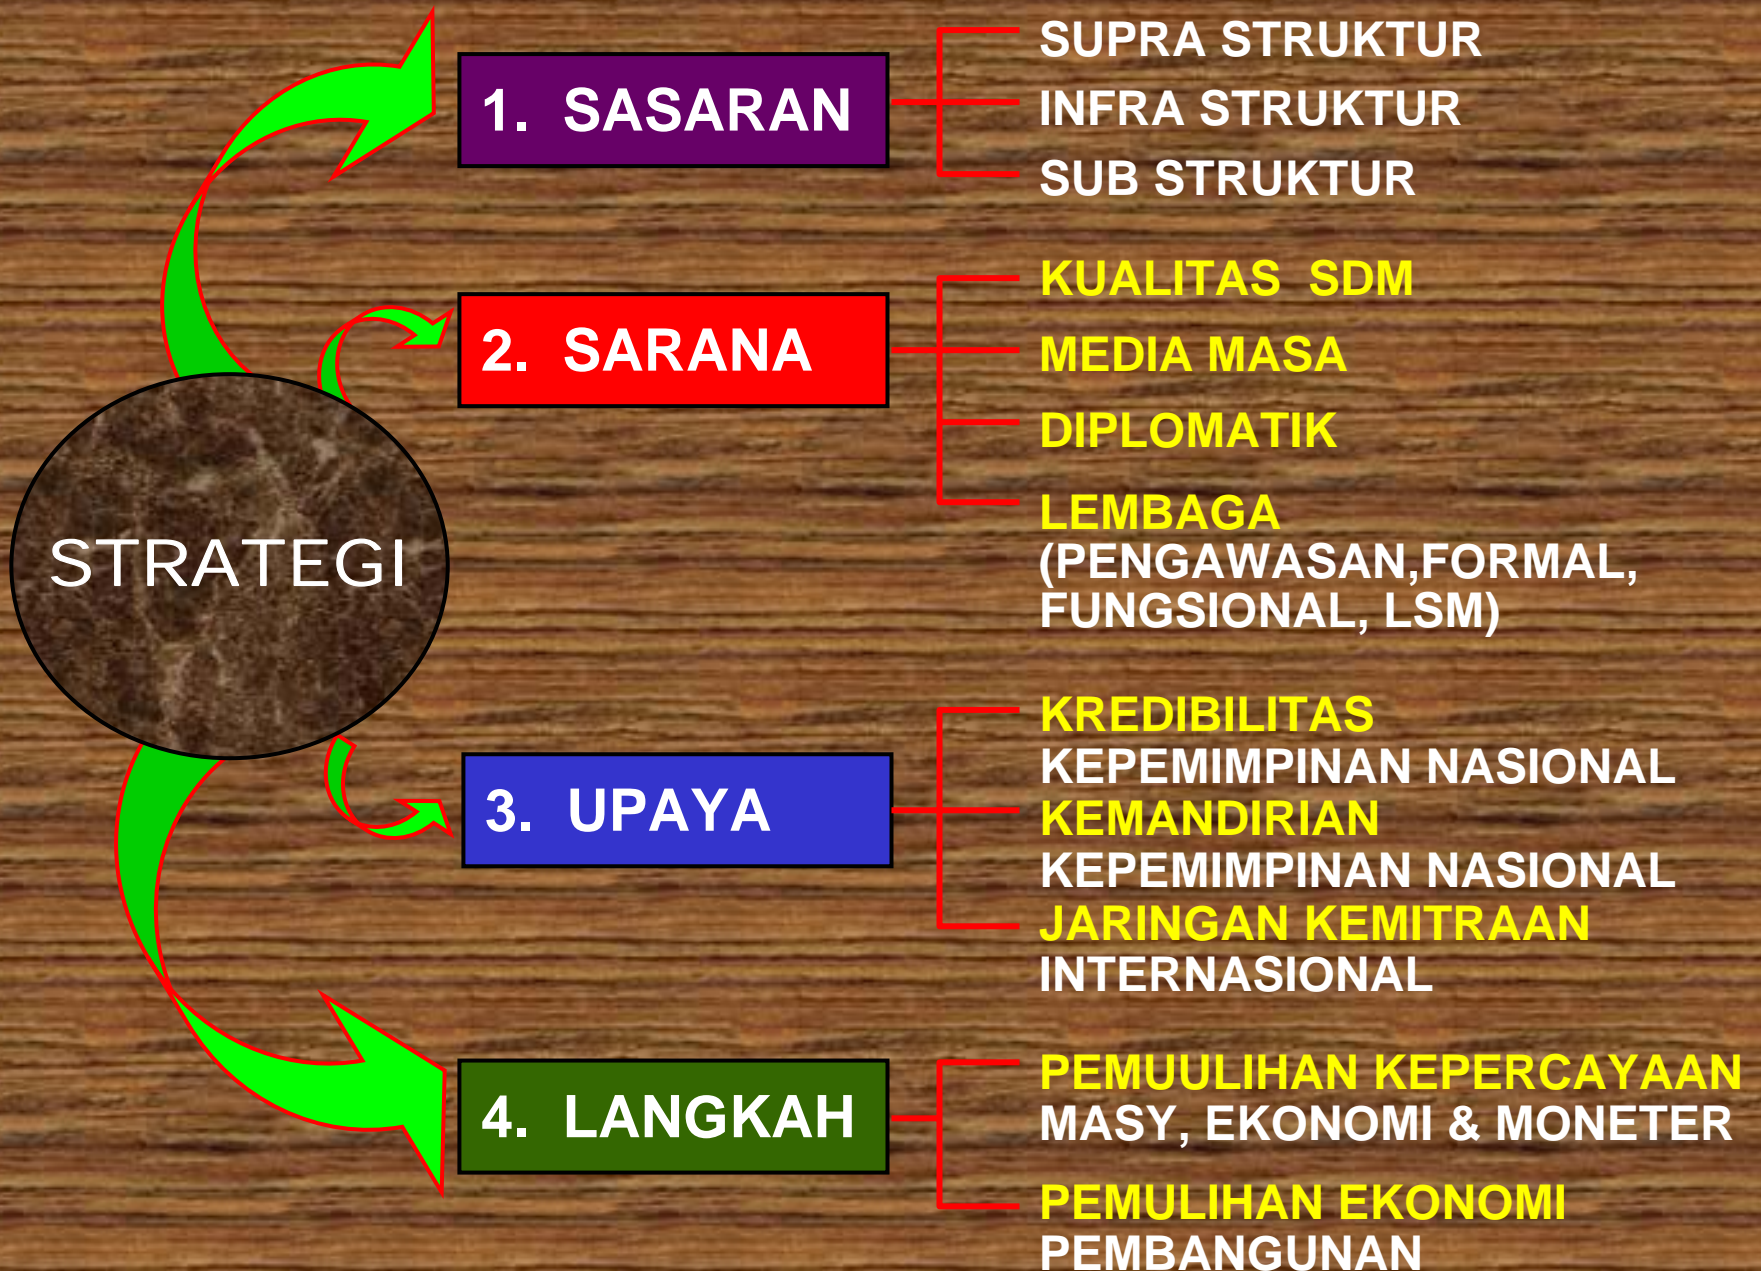 STRATEGI
1. SASARAN
SUPRA STRUKTUR
INFRA STRUKTUR
SUB STRUKTUR
2. SARANA
KUALITAS SDM
MEDIA MASA
DIPLOMATIK
LEMBAGA
(PENGAWASAN,FORMAL,
FUNGSIONAL, LSM)
3. UPAYA
KREDIBILITAS
KEPEMIMPINAN NASIONAL
KEMANDIRIAN
KEPEMIMPINAN NASIONAL
JARINGAN KEMITRAAN
INTERNASIONAL
4. LANGKAH
PEMUULIHAN KEPERCAYAAN
MASY, EKONOMI & MONETER
PEMULIHAN EKONOMI
PEMBANGUNAN